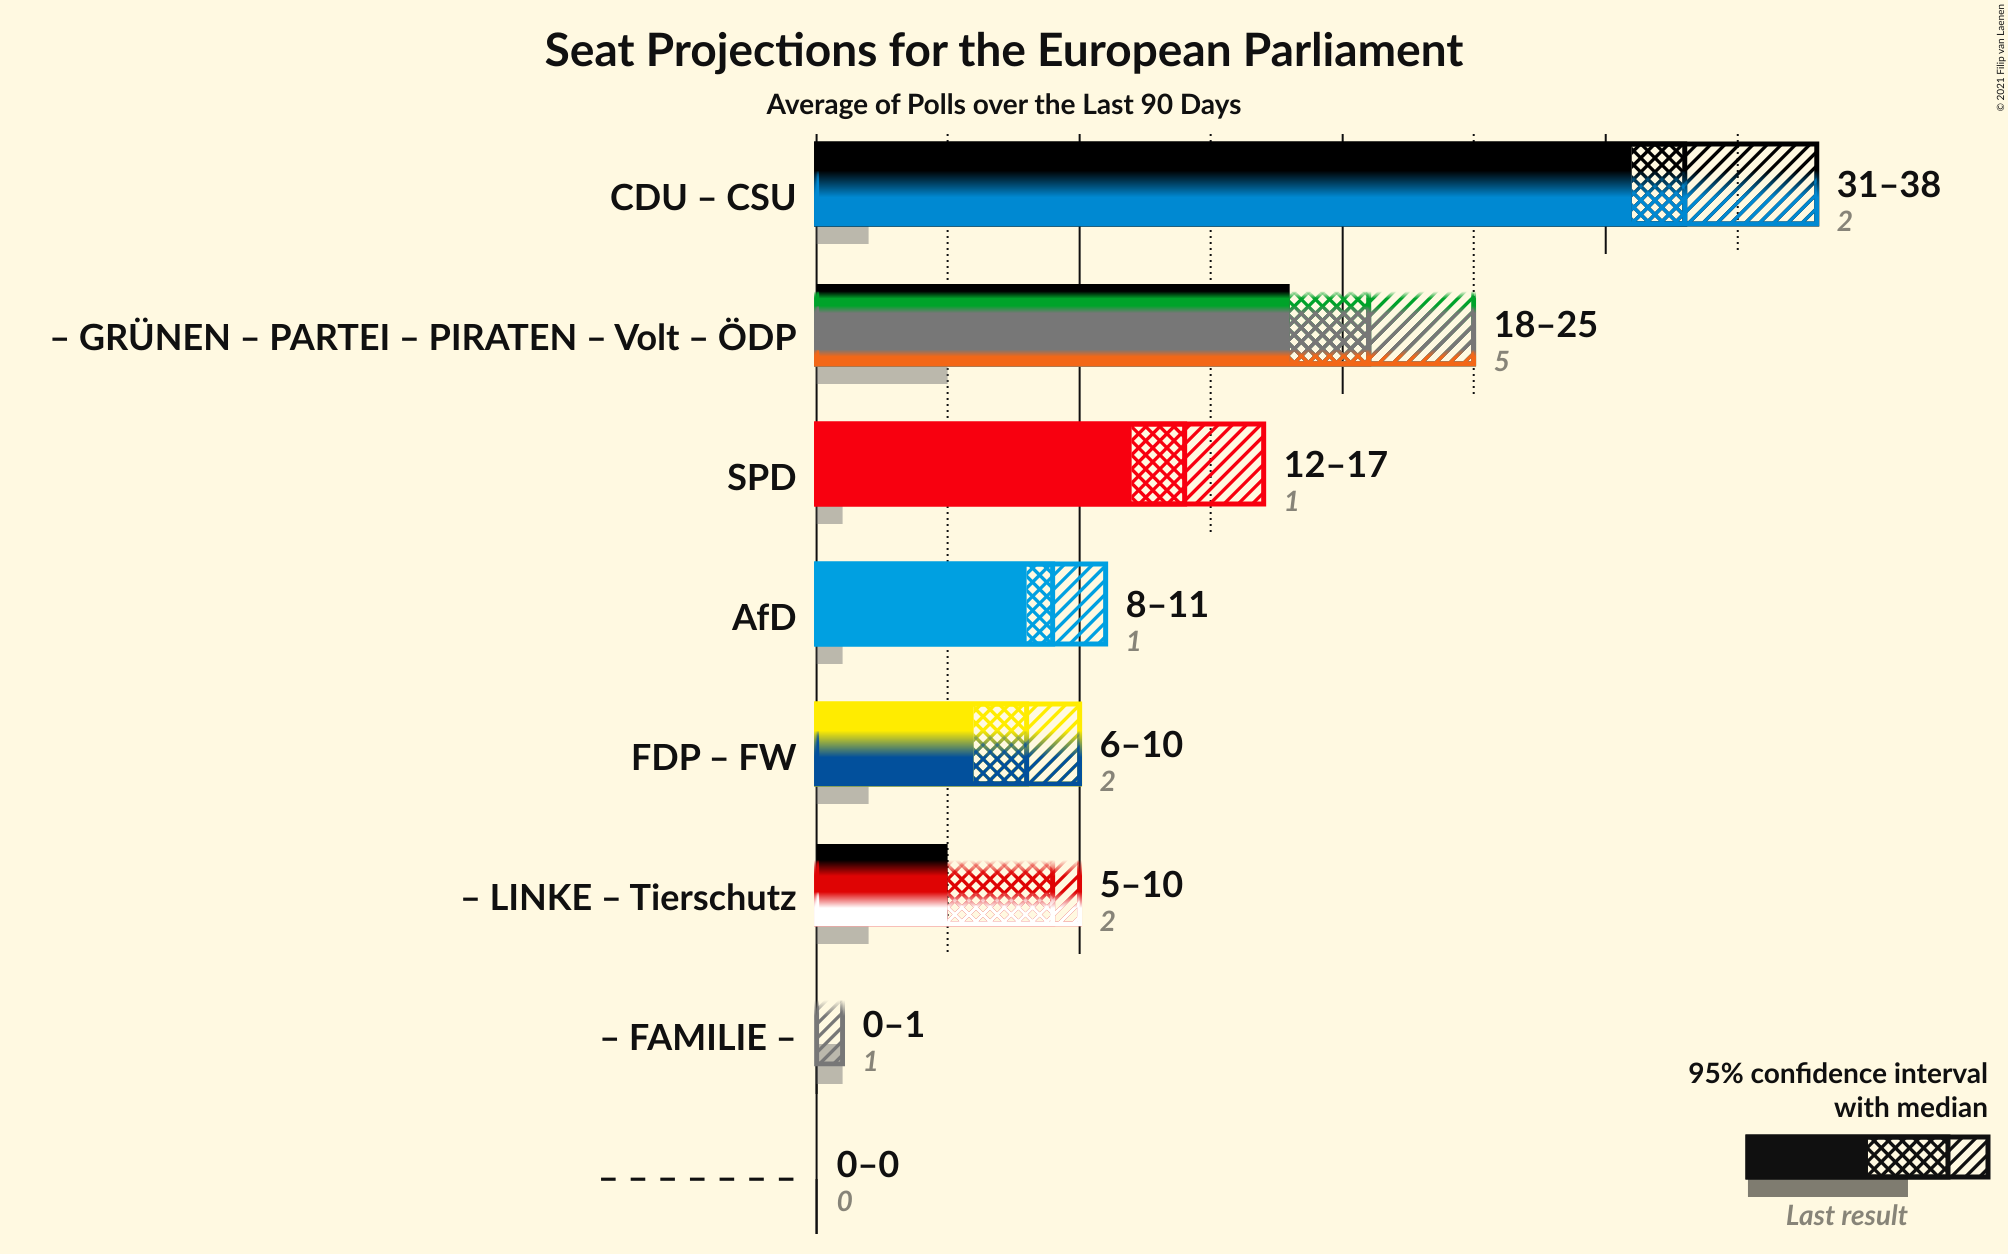 Seat Projections for the European Parliament
Average of Polls over the Last 90 Days
© 2021 Filip van Laenen
CDU – CSU
31–38
2
– GRÜNEN – PARTEI – PIRATEN – Volt – ÖDP
18–25
5
SPD
12–17
1
AfD
8–11
1
FDP – FW
6–10
2
– LINKE – Tierschutz
5–10
2
– FAMILIE –
0–1
1
– – – – – – –
0–0
0
95% confidence interval
with median
Last result